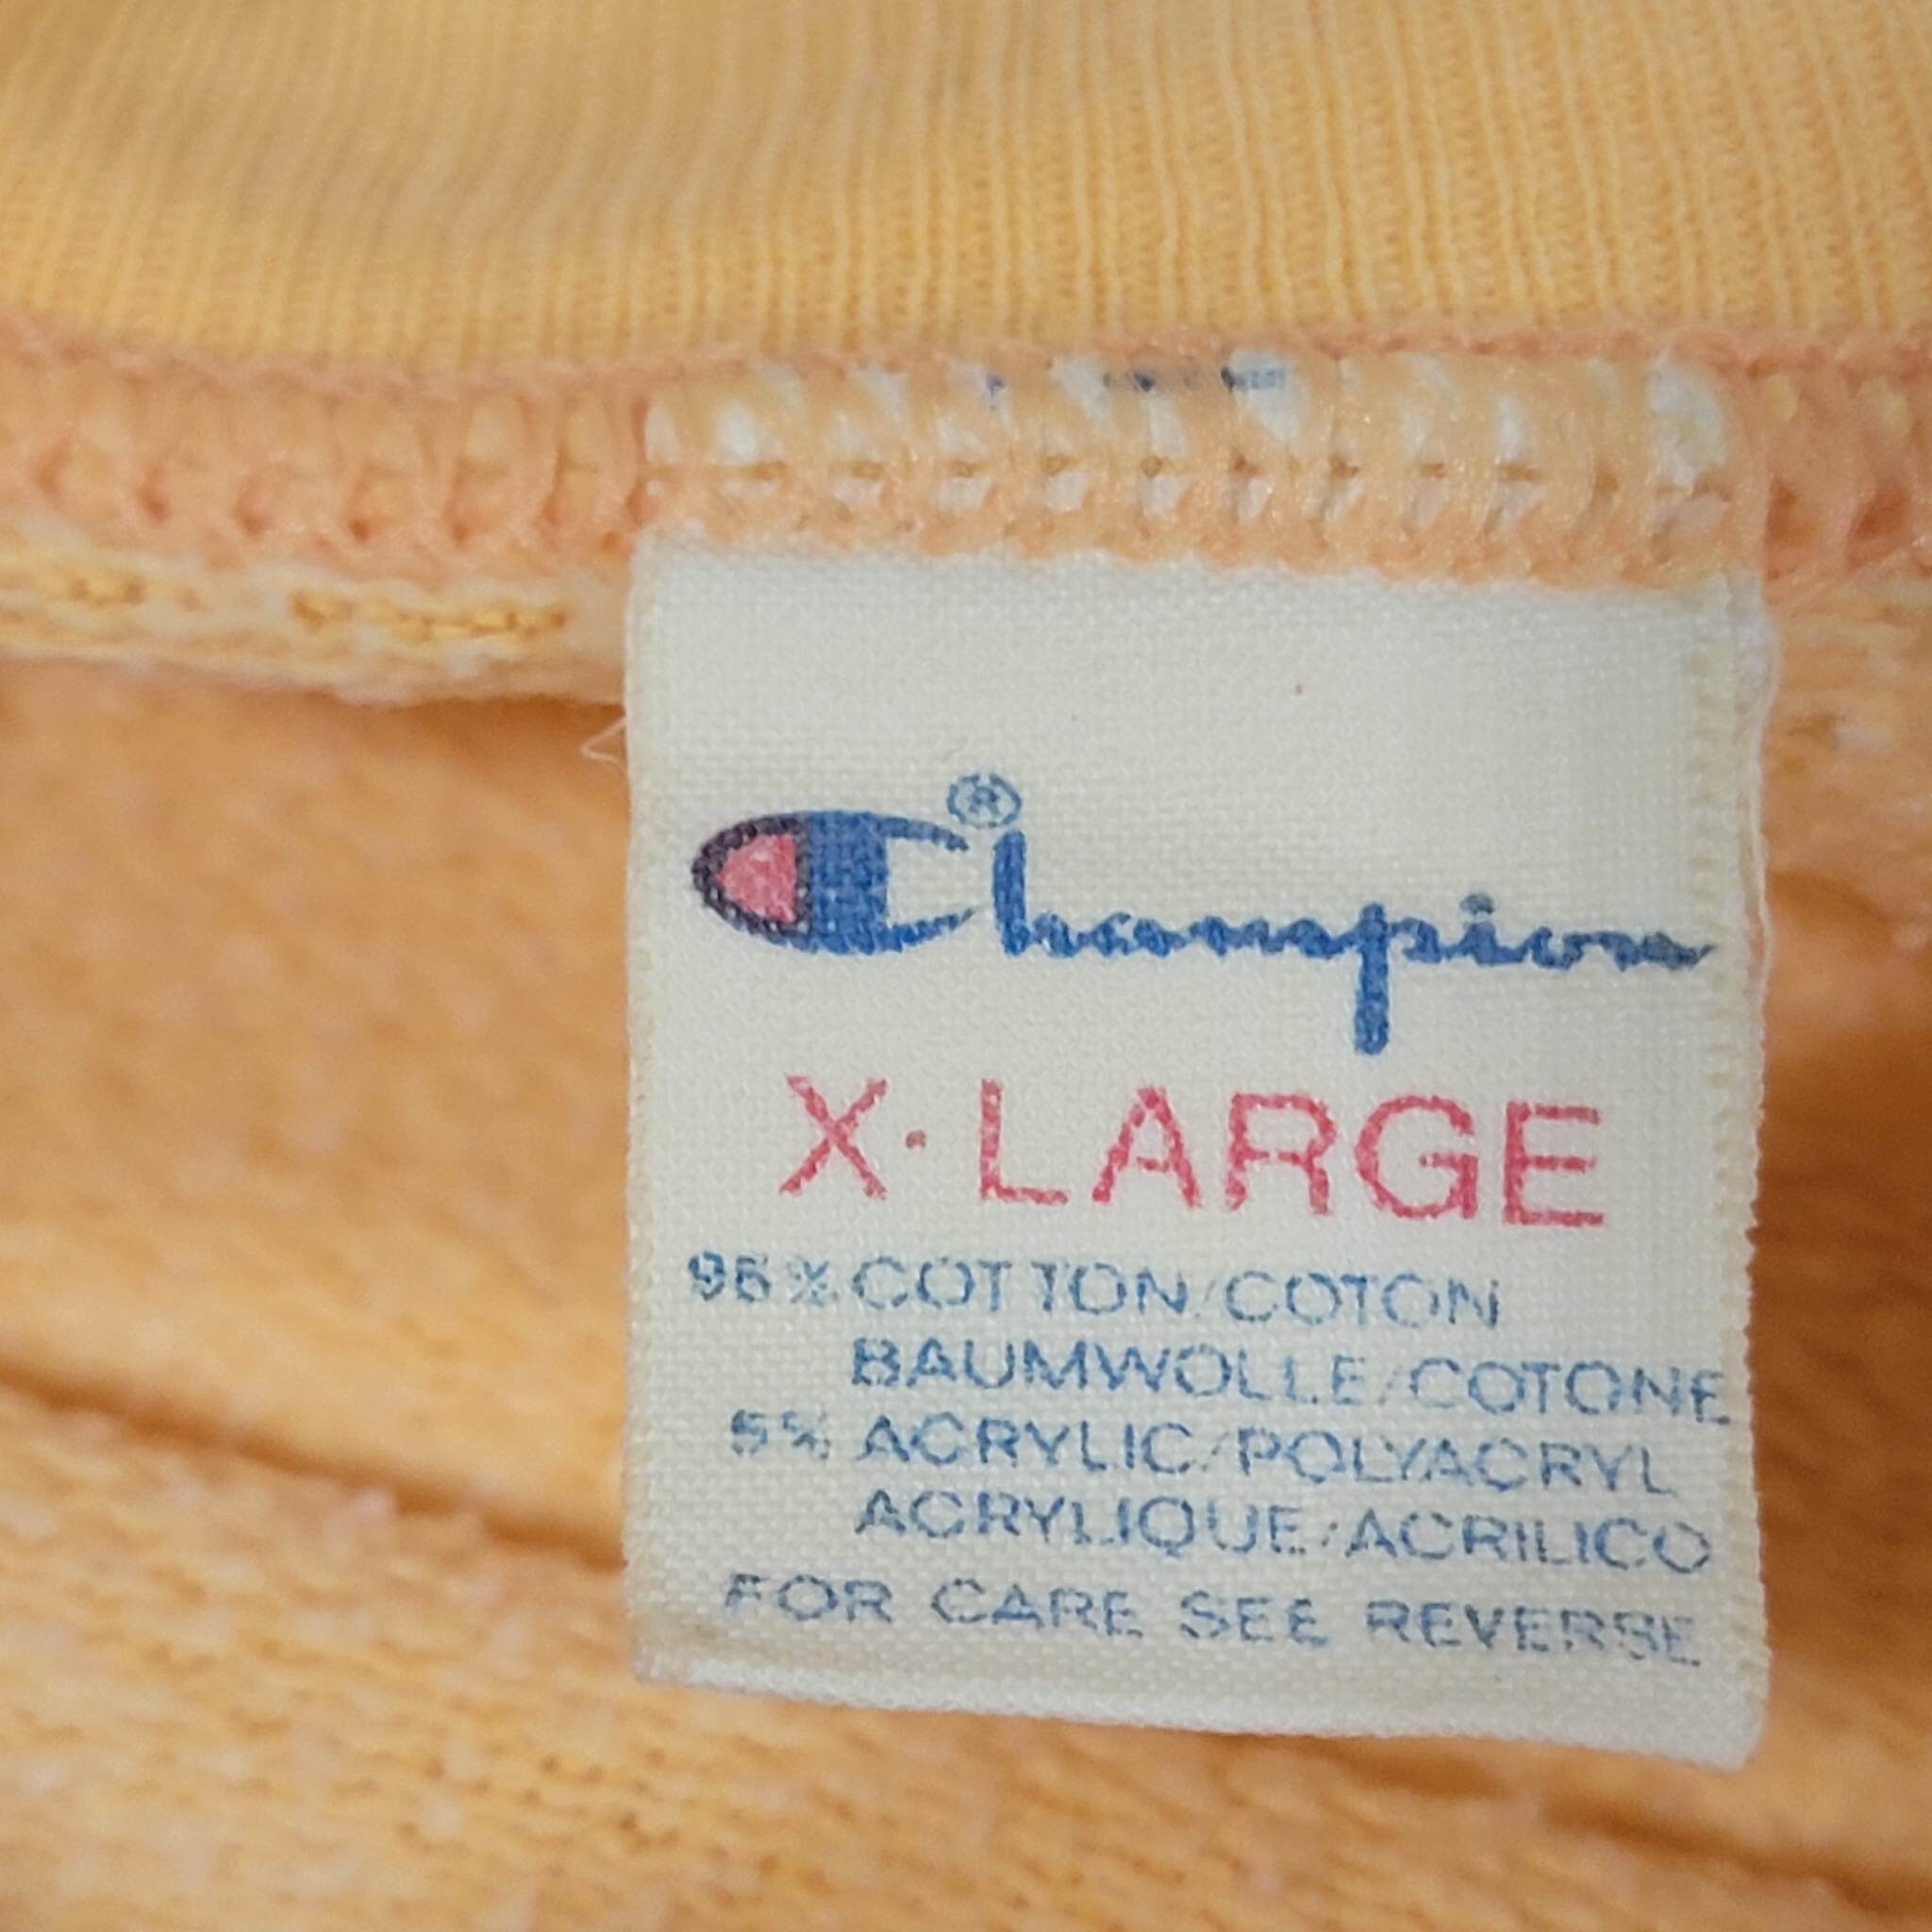 Champion®
X-LARGE
95% COTTON/COTON
BAUMWOLLE/COTONE
5% ACRYLIC/POLYACRYL
ACRYLIQUE/ACRILICO
FOR CARE SEE REVERSE